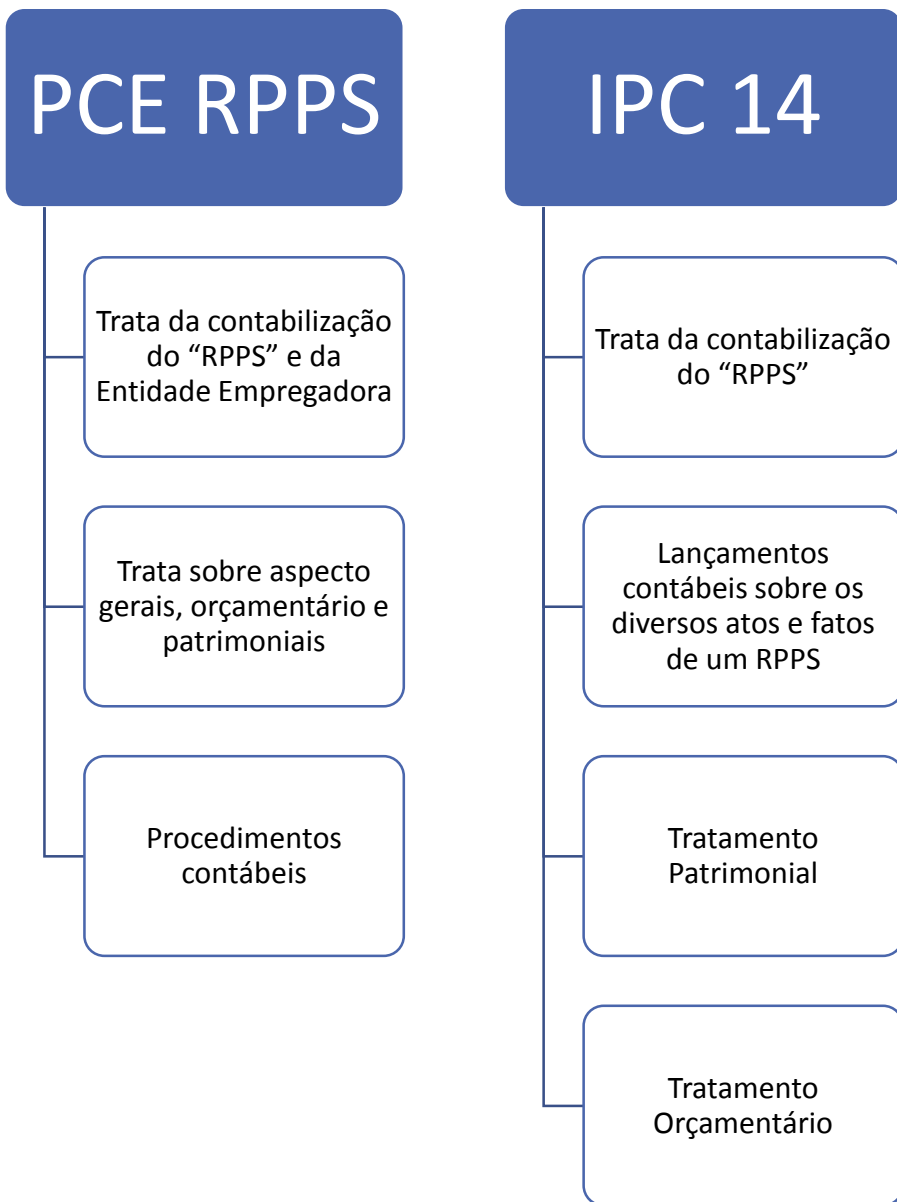 PCE RPPS
Trata da contabilização
do “RPPS” e da
Entidade Empregadora
Trata sobre aspecto
gerais, orçamentário e
patrimoniais
Procedimentos
contábeis
IPC 14
Trata da contabilização
do “RPPS”
Lançamentos
contábeis sobre os
diversos atos e fatos
de um RPPS
Tratamento
Patrimonial
Tratamento
Orçamentário